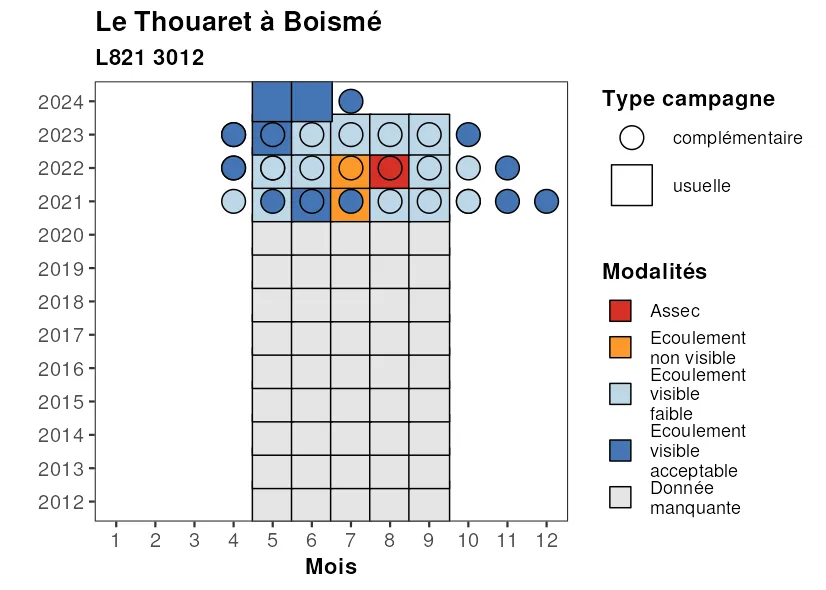 Le Thouaret à Boismé
L821 3012
2024
2023
2022
2021
2020
2019
2018
2017
2016
2015
2014
2013
2012
1 2 3 4 5 6 7 8 9 10 11 12
Mois
Type campagne
complémentaire
usuelle
Modalités
Assec
Ecoulement
non visible
Ecoulement
visible
faible
Ecoulement
visible
acceptable
Donnée
manquante